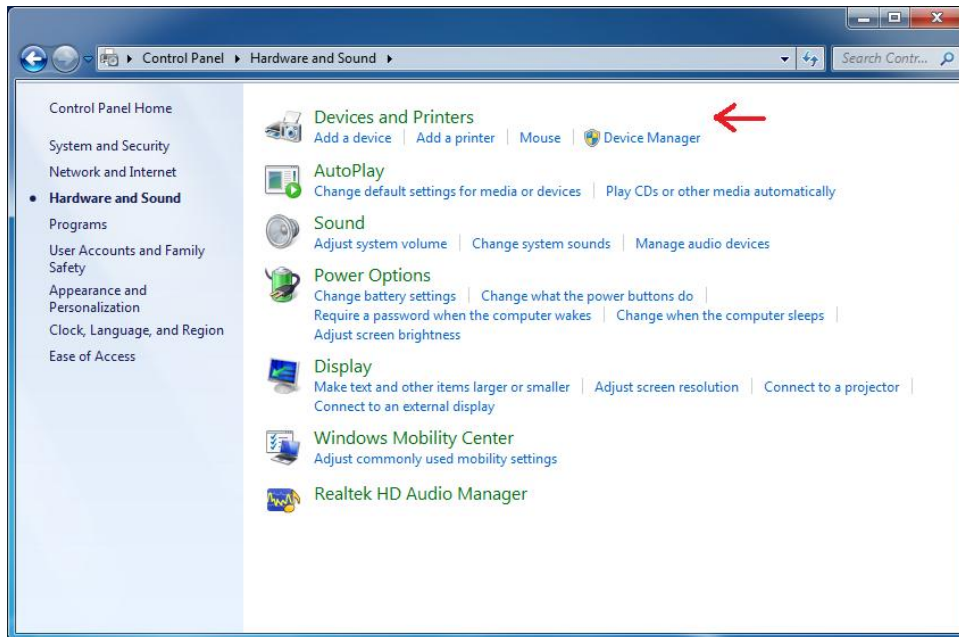 Control Panel Hardware and Sound
Search Contr...
Control Panel Home
System and Security
Network and Internet
Hardware and Sound
Programs
User Accounts and Family
Safety
Appearance and
Personalization
Clock, Language, and Region
Ease of Access
Devices and Printers
Add a device Add a printer Mouse Device Manager
AutoPlay
Change default settings for media or devices Play CDs or other media automatically
Sound
Adjust system volume Change system sounds Manage audio devices
Power Options
Change battery settings Change what the power buttons do
Require a password when the computer wakes Change when the computer sleeps
Adjust screen brightness
Display
Make text and other items larger or smaller Adjust screen resolution Connect to a projector
Connect to an external display
Windows Mobility Center
Adjust commonly used mobility settings
Realtek HD Audio Manager